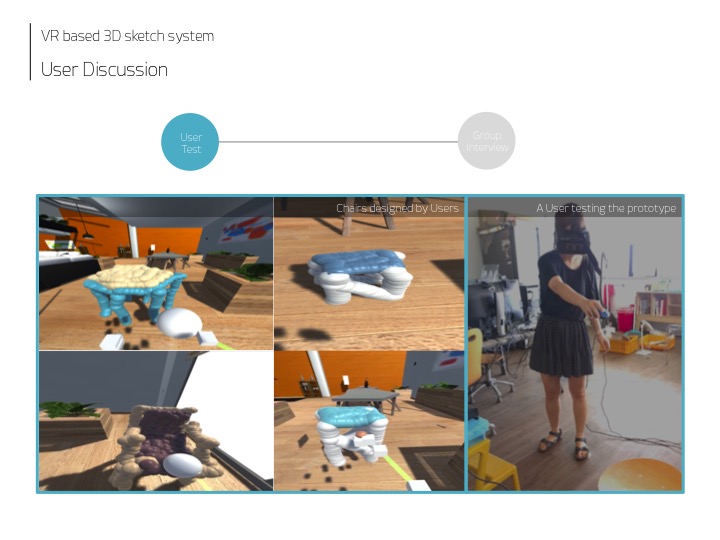 VR based 3D sketch system
User Discussion
User
Test
Group
Interview
Chairs designed by Users
A User testing the prototype